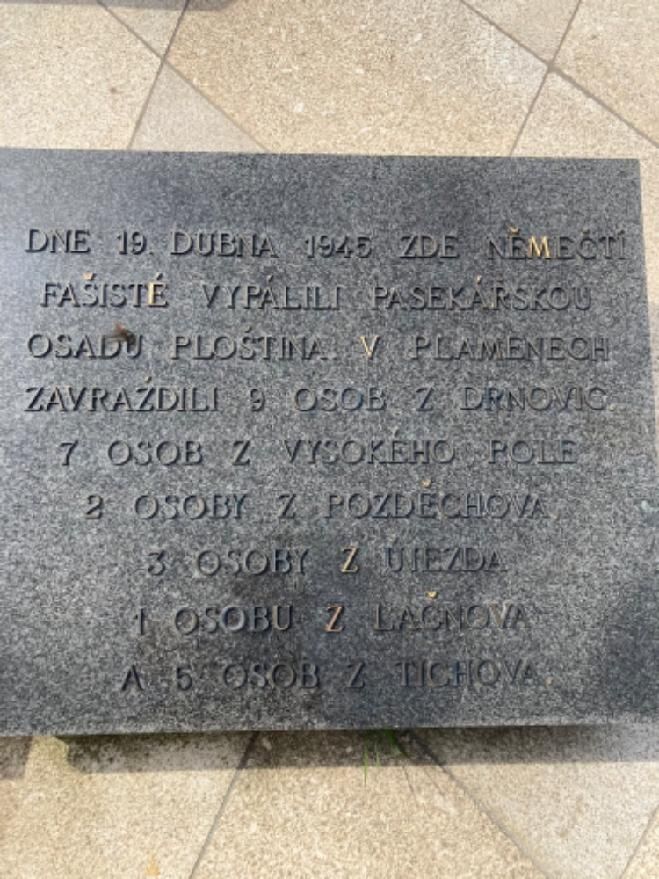 DNE 19. DUBNA 1945 ZDE NĚMEČTÍ
FAŠISTÉ VYPÁLILI PASEKÁŘSKOU
OSADU PLOŠTINA. V PLAMENECH
ZAVRAŽDILI 9 OSOB Z DRNOVIC,
7 OSOB Z VYSOKÉHO POLE
2 OSOBY Z POZDĚCHOVA,
3 OSOBY Z ÚJEZDA
1 OSOBU Z LAČNOVA
A 5 OSOB Z TICHOVA.